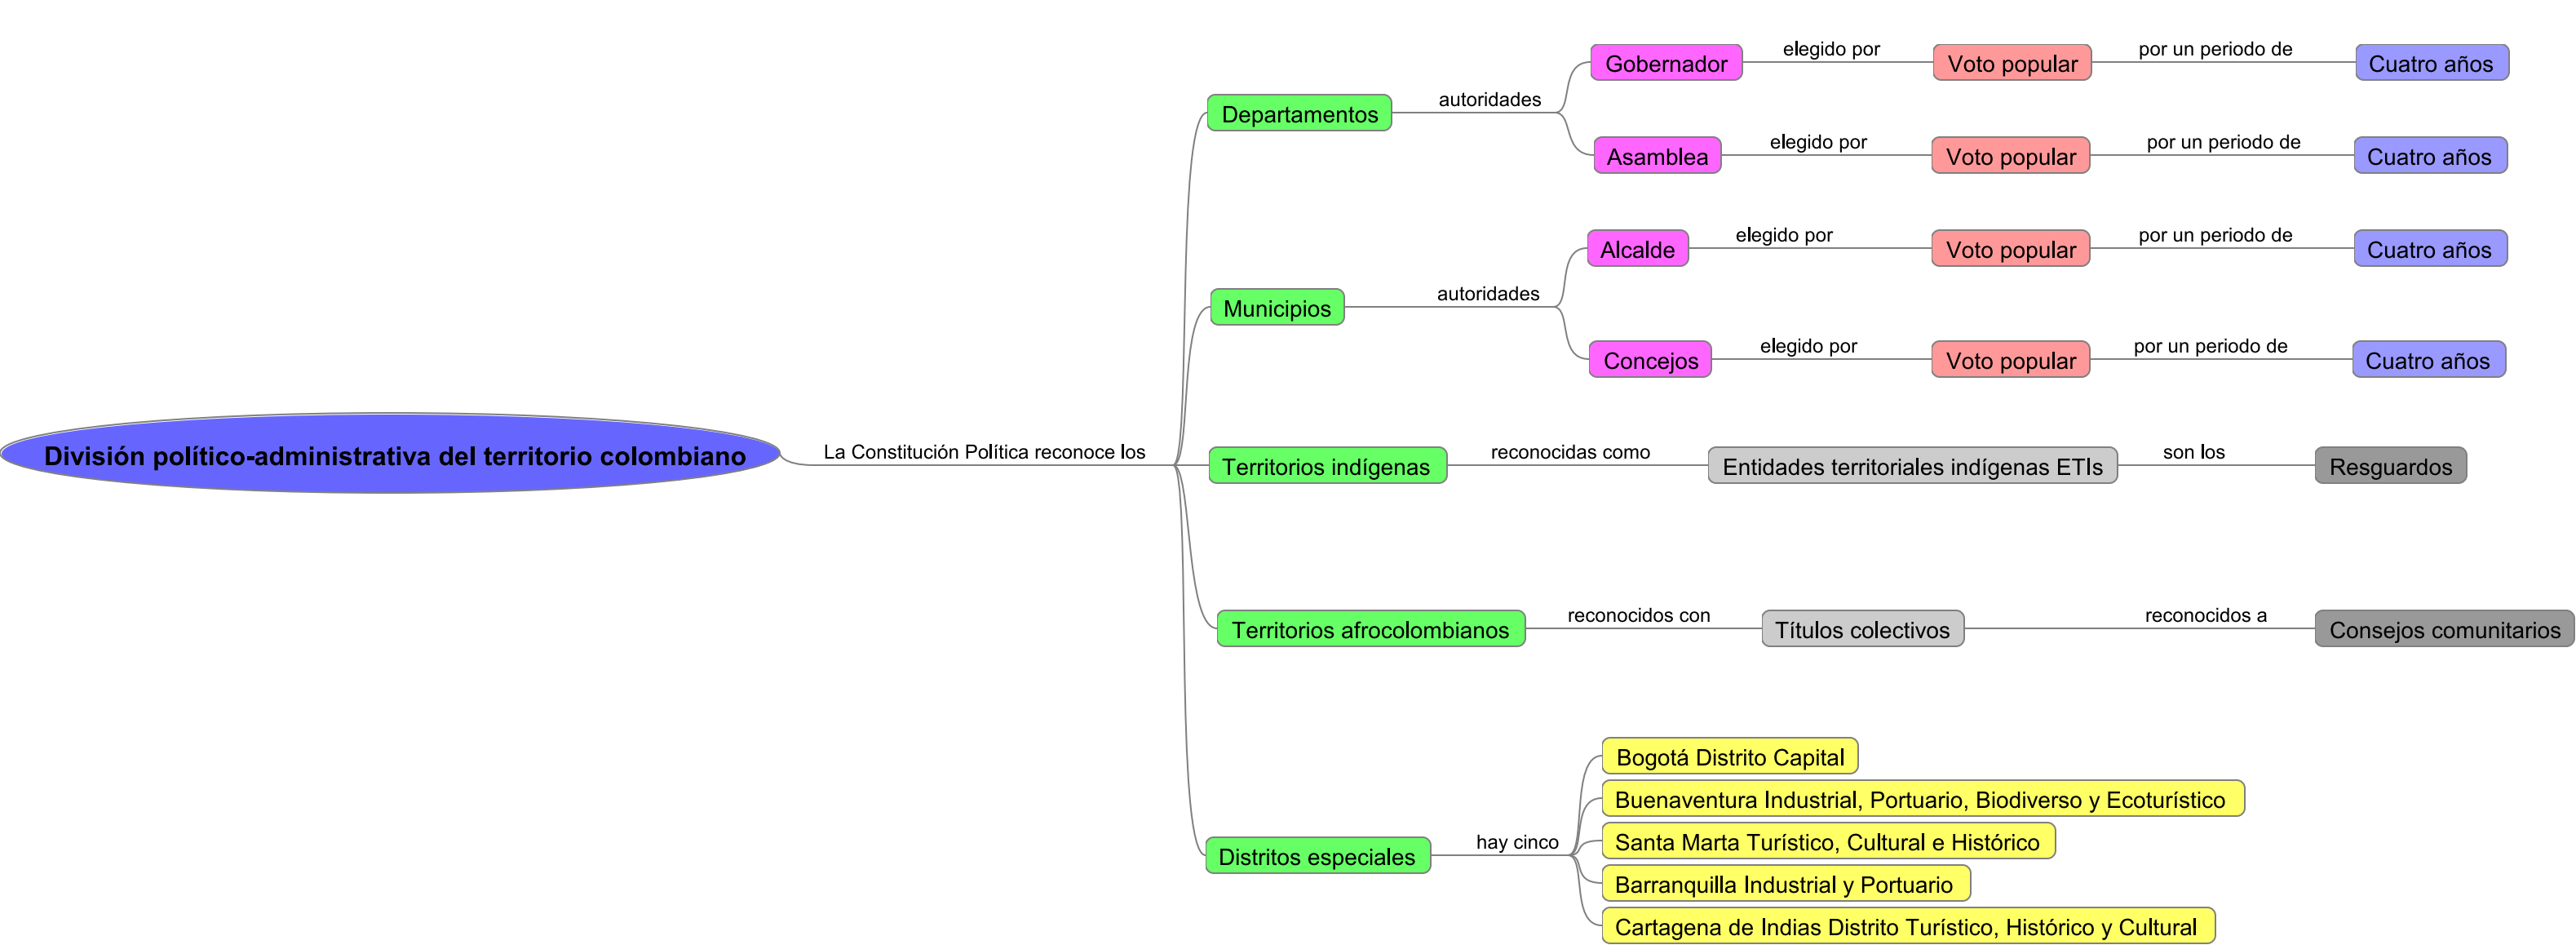 Gobernador
elegido por
Voto popular
por un periodo de
Cuatro años
Departamentos
autoridades
Asamblea
elegido por
Voto popular
por un periodo de
Cuatro años
Alcalde
elegido por
Voto popular
por un periodo de
Cuatro años
Municipios
autoridades
Concejos
elegido por
Voto popular
por un periodo de
Cuatro años
División político-administrativa del territorio colombiano
La Constitución Política reconoce los
Territorios indígenas
reconocidas como
Entidades territoriales indígenas ETIs
son los
Resguardos
Territorios afrocolombianos
reconocidos con
Títulos colectivos
reconocidos a
Consejos comunitarios
Distritos especiales
hay cinco
Bogotá Distrito Capital
Buenaventura Industrial, Portuario, Biodiverso y Ecoturístico
Santa Marta Turístico, Cultural e Histórico
Barranquilla Industrial y Portuario
Cartagena de Indias Distrito Turístico, Histórico y Cultural